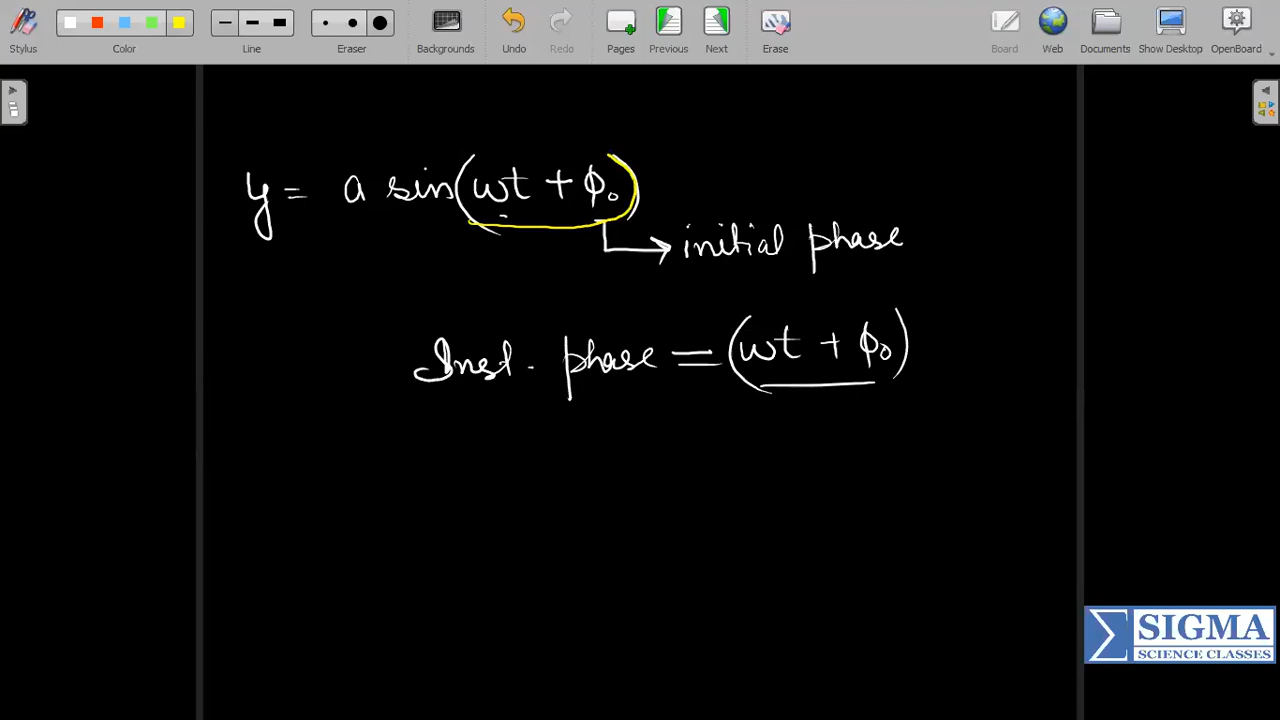 Stylus Color Line Eraser Backgrounds Undo Redo Pages Previous Next Erase Board Web Documents Show Desktop OpenBoard
y = a sin(ωt + ϕ₀)
initial phase
Inst. phase = (ωt + ϕ₀)
SIGMA
SCIENCE CLASSES